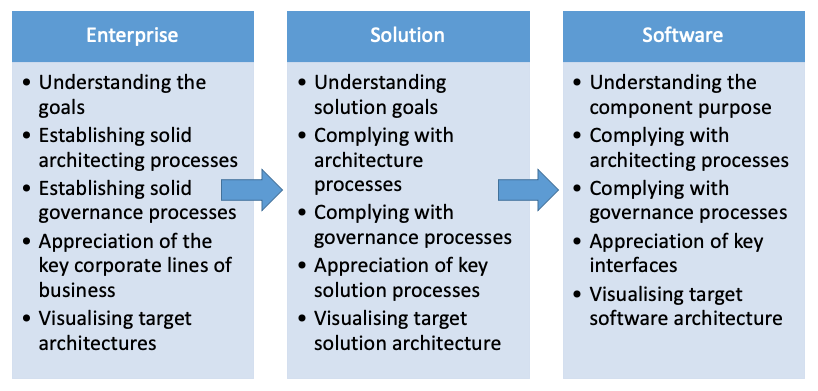 Enterprise
• Understanding the
goals
• Establishing solid
architecting processes
• Establishing solid
governance processes
• Appreciation of the
key corporate lines of
business
• Visualising target
architectures
Solution
• Understanding
solution goals
• Complying with
architecture
processes
• Complying with
governance processes
• Appreciation of key
solution processes
• Visualising target
solution architecture
Software
• Understanding the
component purpose
• Complying with
architecting processes
• Complying with
governance processes
• Appreciation of key
interfaces
• Visualising target
software architecture